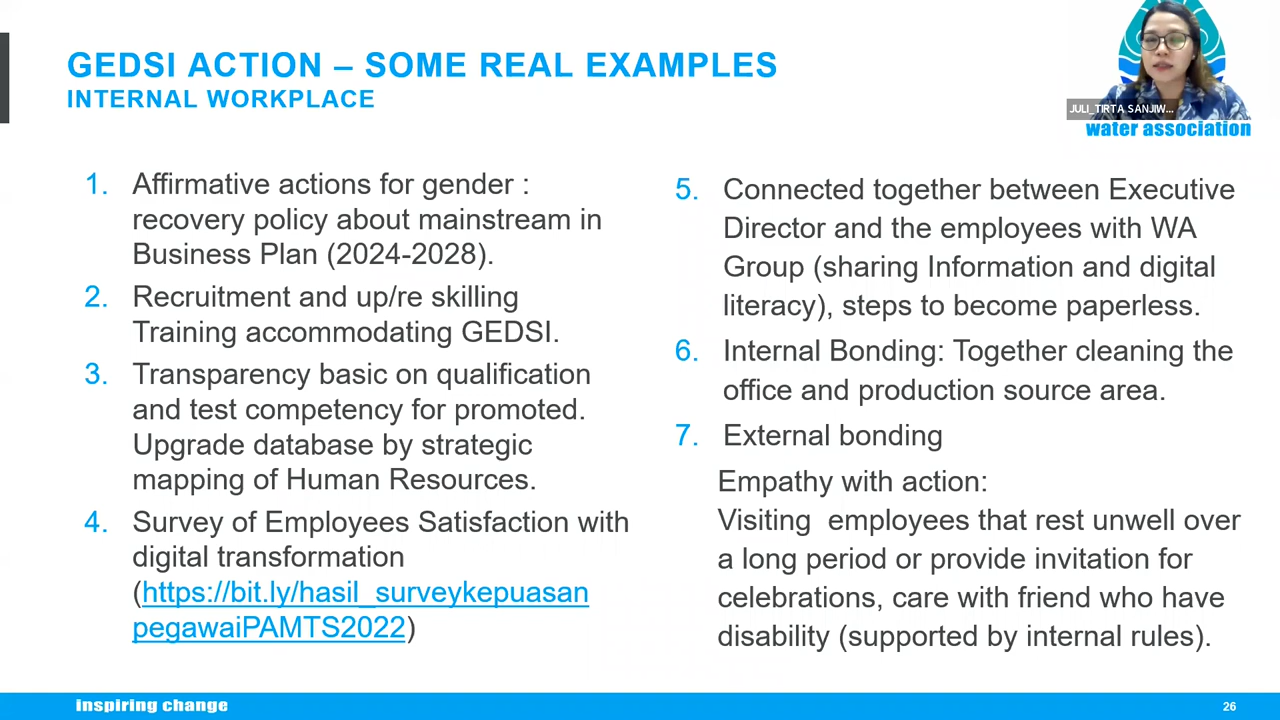 GEDSI ACTION – SOME REAL EXAMPLES
INTERNAL WORKPLACE
JULI_TIRTA SANJIW...
water association
1. Affirmative actions for gender :
recovery policy about mainstream in
Business Plan (2024-2028).
2. Recruitment and up/re skilling
Training accommodating GEDSI.
3. Transparency basic on qualification
and test competency for promoted.
Upgrade database by strategic
mapping of Human Resources.
4. Survey of Employees Satisfaction with
digital transformation
(https://bit.ly/hasil_surveykepuasan
pegawaiPAMTS2022)
5. Connected together between Executive
Director and the employees with WA
Group (sharing Information and digital
literacy), steps to become paperless.
6. Internal Bonding: Together cleaning the
office and production source area.
7. External bonding
Empathy with action:
Visiting  employees that rest unwell over
a long period or provide invitation for
celebrations, care with friend who have
disability (supported by internal rules).
inspiring change
26